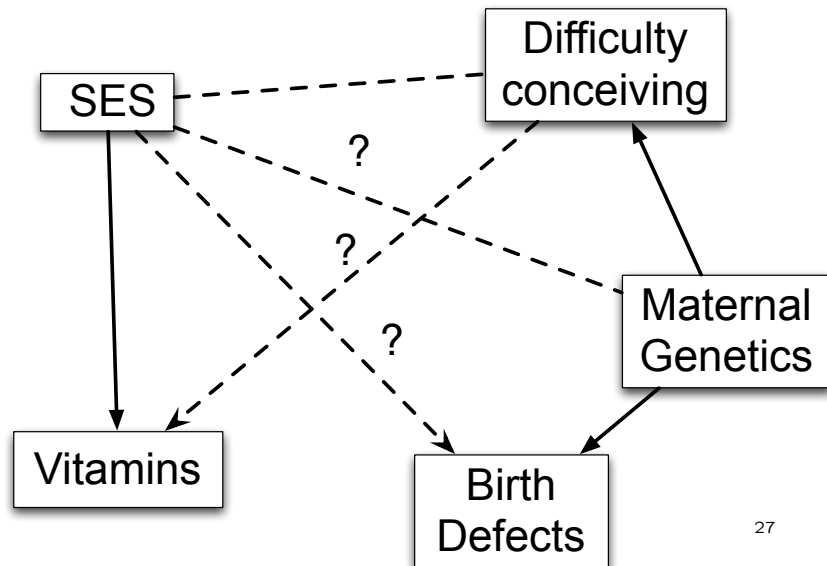 Difficulty
conceiving
SES
?
?
?
Maternal
Genetics
Vitamins
Birth
Defects
27